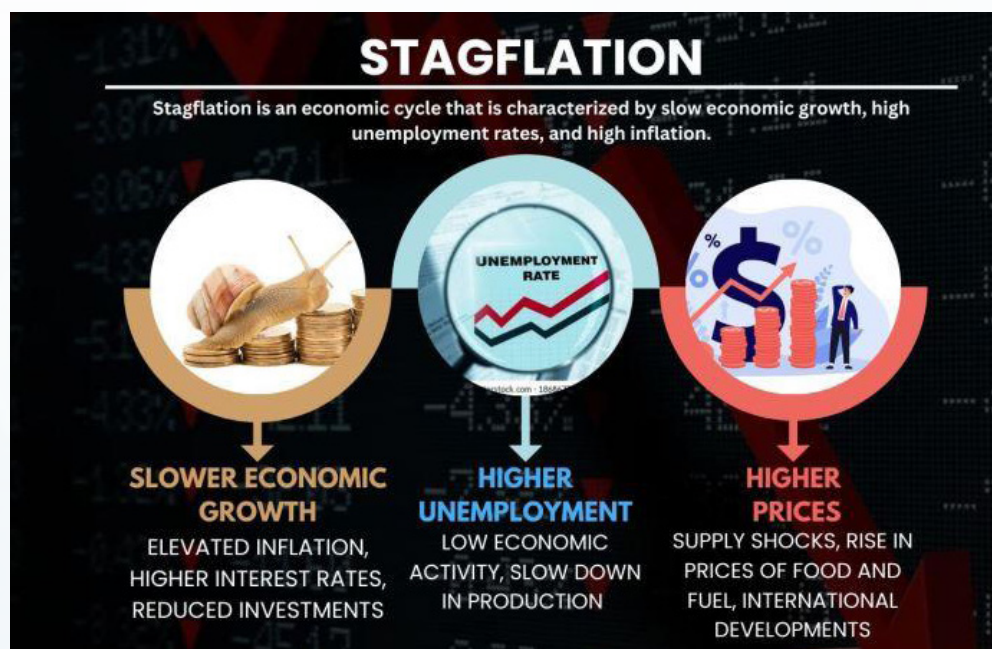 STAGFLATION
Stagflation is an economic cycle that is characterized by slow economic growth, high
unemployment rates, and high inflation.
UNEMPLOYMENT
RATE
SLOWER ECONOMIC
GROWTH
ELEVATED INFLATION,
HIGHER INTEREST RATES,
REDUCED INVESTMENTS
HIGHER
UNEMPLOYMENT
LOW ECONOMIC
ACTIVITY, SLOW DOWN
IN PRODUCTION
HIGHER
PRICES
SUPPLY SHOCKS, RISE IN
PRICES OF FOOD AND
FUEL, INTERNATIONAL
DEVELOPMENTS